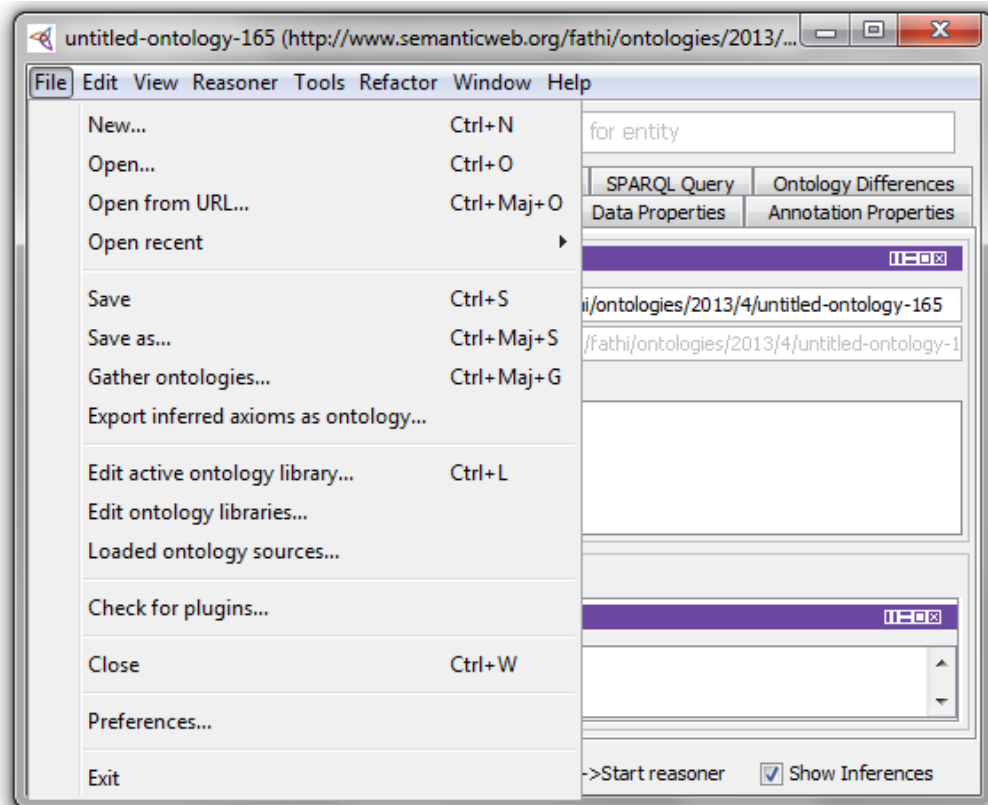 untitled-ontology-165 (http://www.semanticweb.org/fathi/ontologies/2013/...
File Edit View Reasoner Tools Refactor Window Help
New... Ctrl+N
for entity
Open... Ctrl+O
SPARQL Query Ontology Differences
Open from URL... Ctrl+Maj+O
Data Properties Annotation Properties
Open recent
Save Ctrl+S
i/ontologies/2013/4/untitled-ontology-165
Save as... Ctrl+Maj+S
/fathi/ontologies/2013/4/untitled-ontology-1
Gather ontologies... Ctrl+Maj+G
Export inferred axioms as ontology...
Edit active ontology library... Ctrl+L
Edit ontology libraries...
Loaded ontology sources...
Check for plugins...
Close Ctrl+W
Preferences...
Exit
->Start reasoner Show Inferences